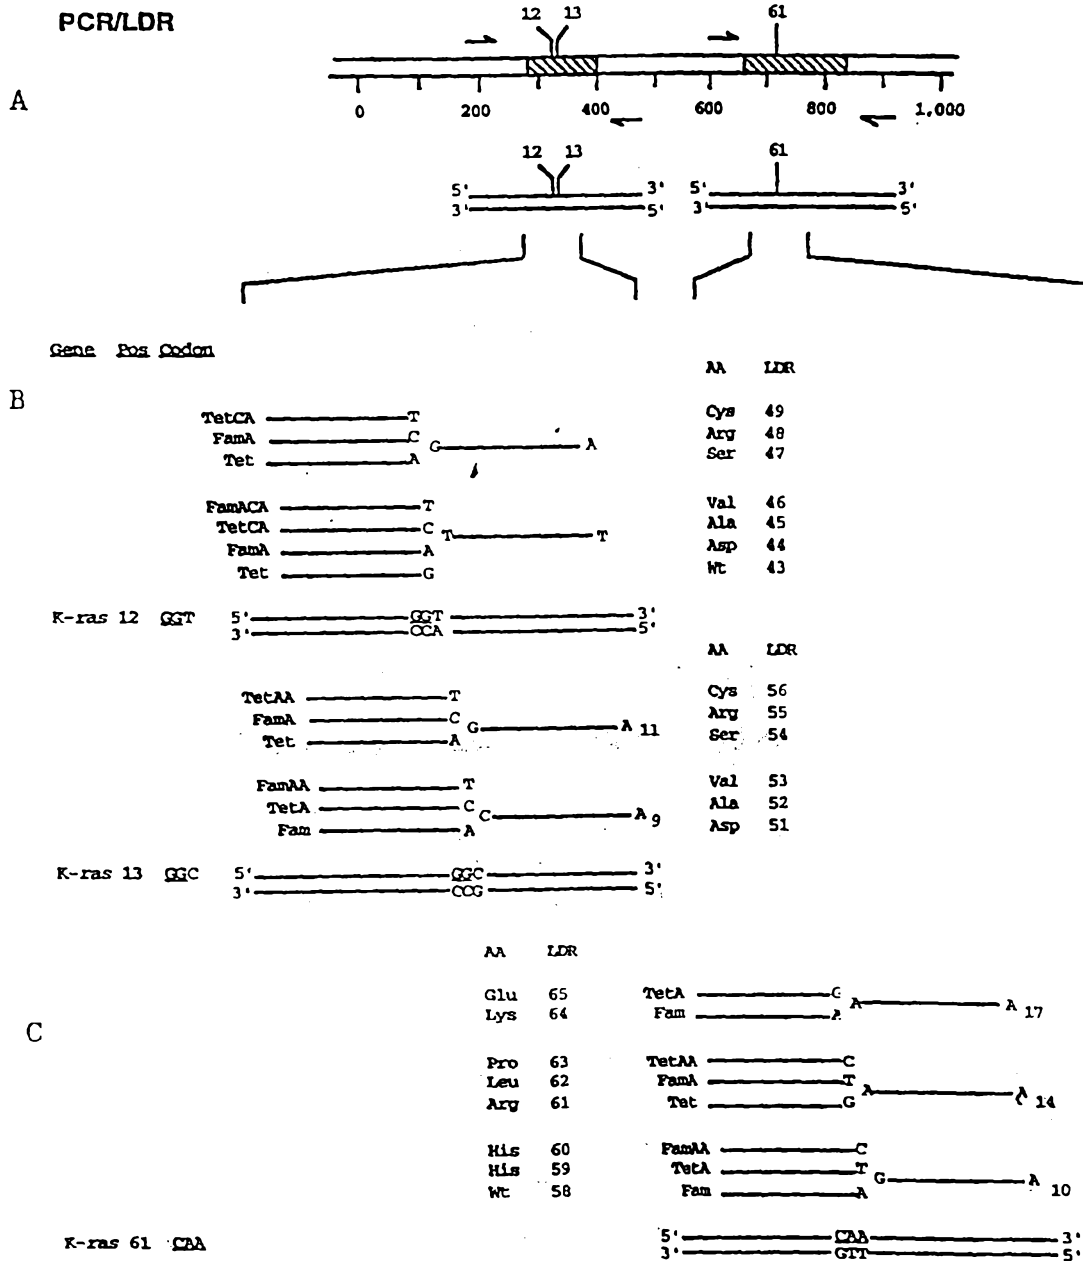 PCR/LDR
12 13 61
A
0 200 400 600 800 1,000
12 13 61
5' 3' 5' 3'
3' 5' 3' 5'
Gene Pos Codon
AA LDR
B
TetCA T Cys 49
FamA C G A Arg 48
Tet A Ser 47
FamACA T Val 46
TetCA C T T Ala 45
FamA A Asp 44
Tet G Wt 43
K-ras 12 GGT 5' GGT 3'
3' CCA 5'
AA LDR
TetAA T Cys 56
FamA C G A 11 Arg 55
Tet A Ser 54
FamAA T Val 53
TetA C C A 9 Ala 52
Fam A Asp 51
K-ras 13 GGC 5' GGC 3'
3' CCG 5'
AA LDR
C
Glu 65 TetA G A A 17
Lys 64 Fam A
Pro 63 TetAA C
Leu 62 FamA T A A 14
Arg 61 Tet G
His 60 FamAA C
His 59 TetA T G A 10
Wt 58 Fam A
K-ras 61 CAA 5' CAA 3'
3' GTT 5'